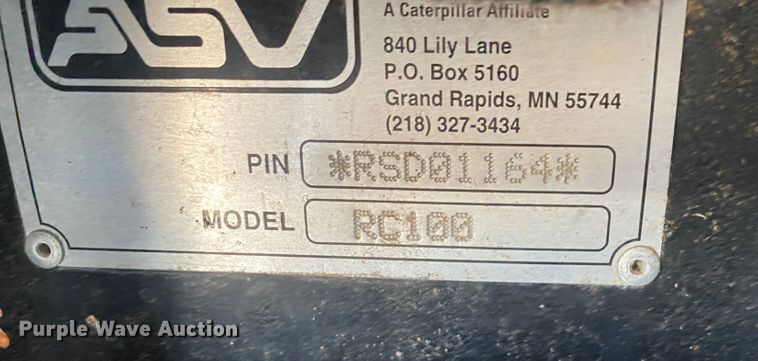 ASV
A Caterpillar Affiliate
840 Lily Lane
P.O. Box 5160
Grand Rapids, MN 55744
(218) 327-3434
PIN *RSD01164*
MODEL RC100
Purple Wave Auction